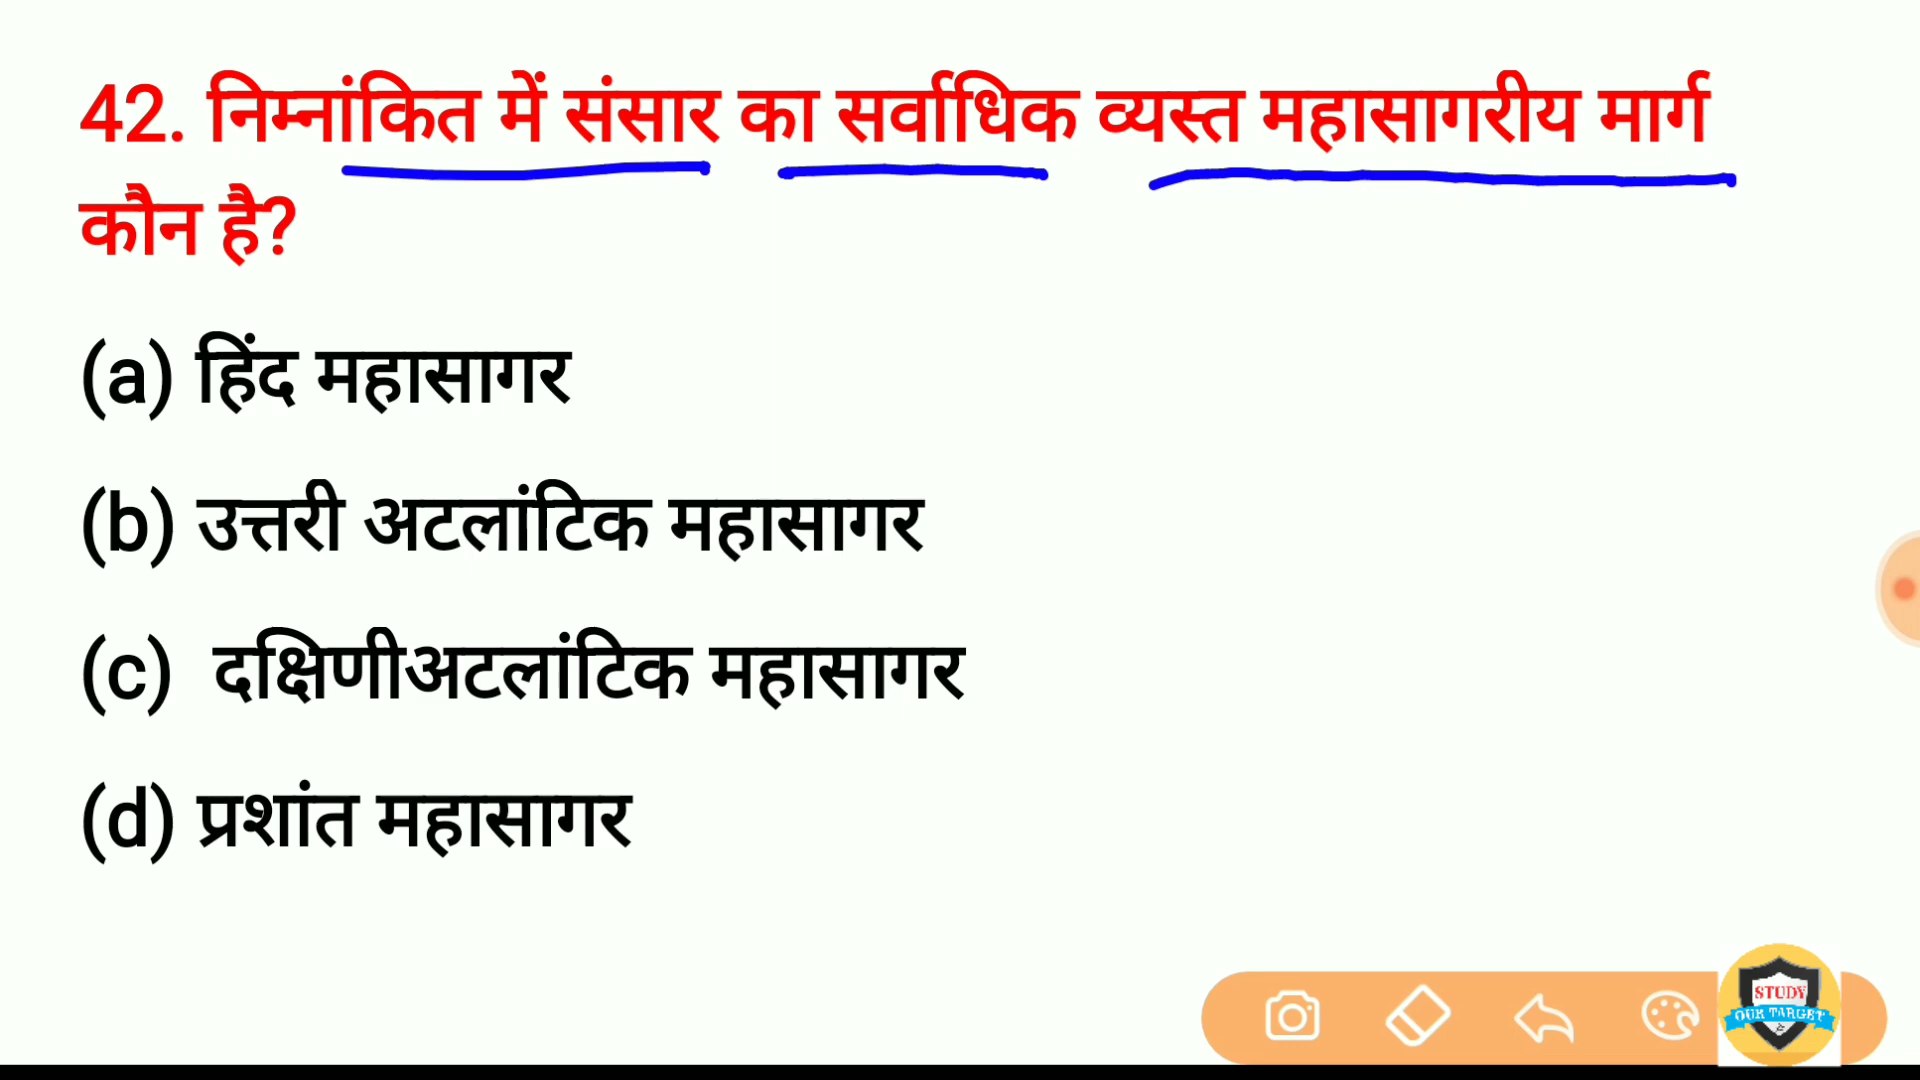 42. निम्नांकित में संसार का सर्वाधिक व्यस्त महासागरीय मार्ग
कौन है?
(a) हिंद महासागर
(b) उत्तरी अटलांटिक महासागर
(c) दक्षिणीअटलांटिक महासागर
(d) प्रशांत महासागर
STUDY
OUR TARGET